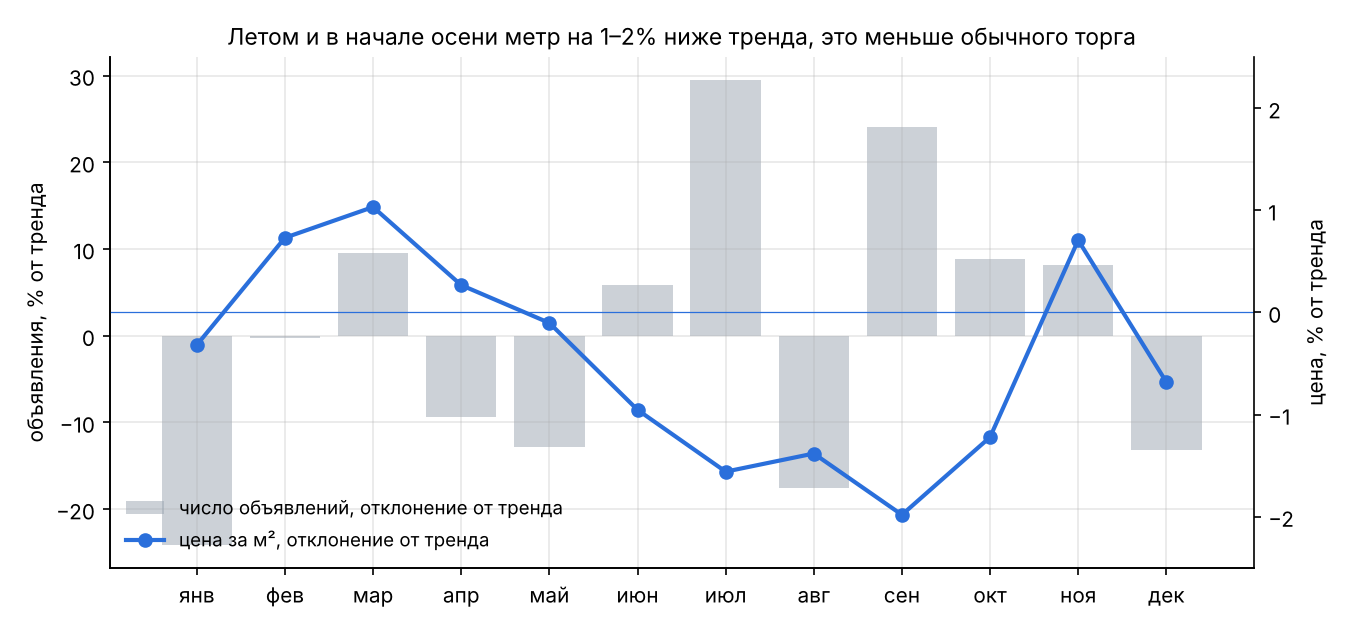 Летом и в начале осени метр на 1–2% ниже тренда, это меньше обычного торга
объявления, % от тренда
30
20
10
0
−10
−20
число объявлений, отклонение от тренда
цена за м², отклонение от тренда
янв фев мар апр май июн июл авг сен окт ноя дек
2
1
0
−1
−2
цена, % от тренда